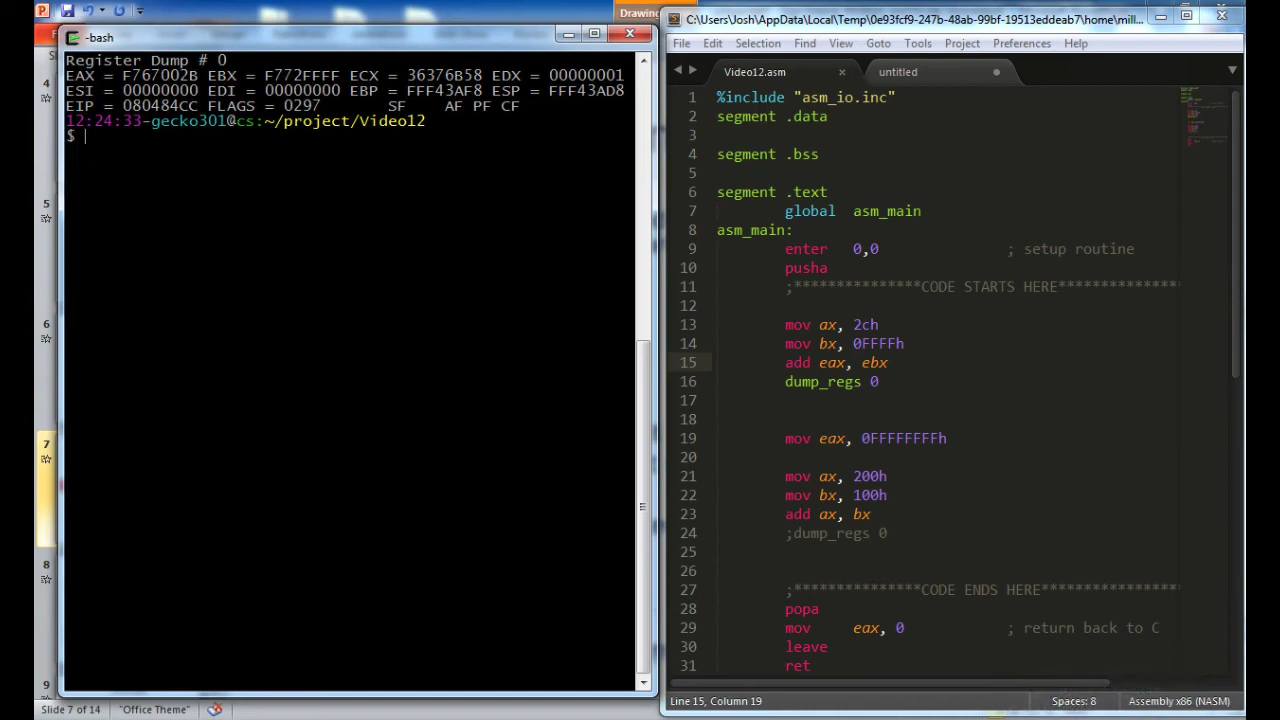 Drawing
-bash
Register Dump # 0
EAX = F767002B EBX = F772FFFF ECX = 36376B58 EDX = 00000001
ESI = 00000000 EDI = 00000000 EBP = FFF43AF8 ESP = FFF43AD8
EIP = 080484CC FLAGS = 0297 SF AF PF CF
12:24:33-gecko301@cs:~/project/Video12
$
4
5
6
7
8
9
Slide 7 of 14 "Office Theme"
C:\Users\Josh\AppData\Local\Temp\0e93fcf9-247b-48ab-99bf-19513eddeab7\home\mill...
File Edit Selection Find View Goto Tools Project Preferences Help
Video12.asm × untitled
1 %include "asm_io.inc"
2 segment .data
3
4 segment .bss
5
6 segment .text
7 global asm_main
8 asm_main:
9 enter 0,0 ; setup routine
10 pusha
11 ;***************CODE STARTS HERE***************
12
13 mov ax, 2ch
14 mov bx, 0FFFFh
15 add eax, ebx
16 dump_regs 0
17
18
19 mov eax, 0FFFFFFFFh
20
21 mov ax, 200h
22 mov bx, 100h
23 add ax, bx
24 ;dump_regs 0
25
26
27 ;***************CODE ENDS HERE*****************
28 popa
29 mov eax, 0 ; return back to C
30 leave
31 ret
Line 15, Column 19 Spaces: 8 Assembly x86 (NASM)